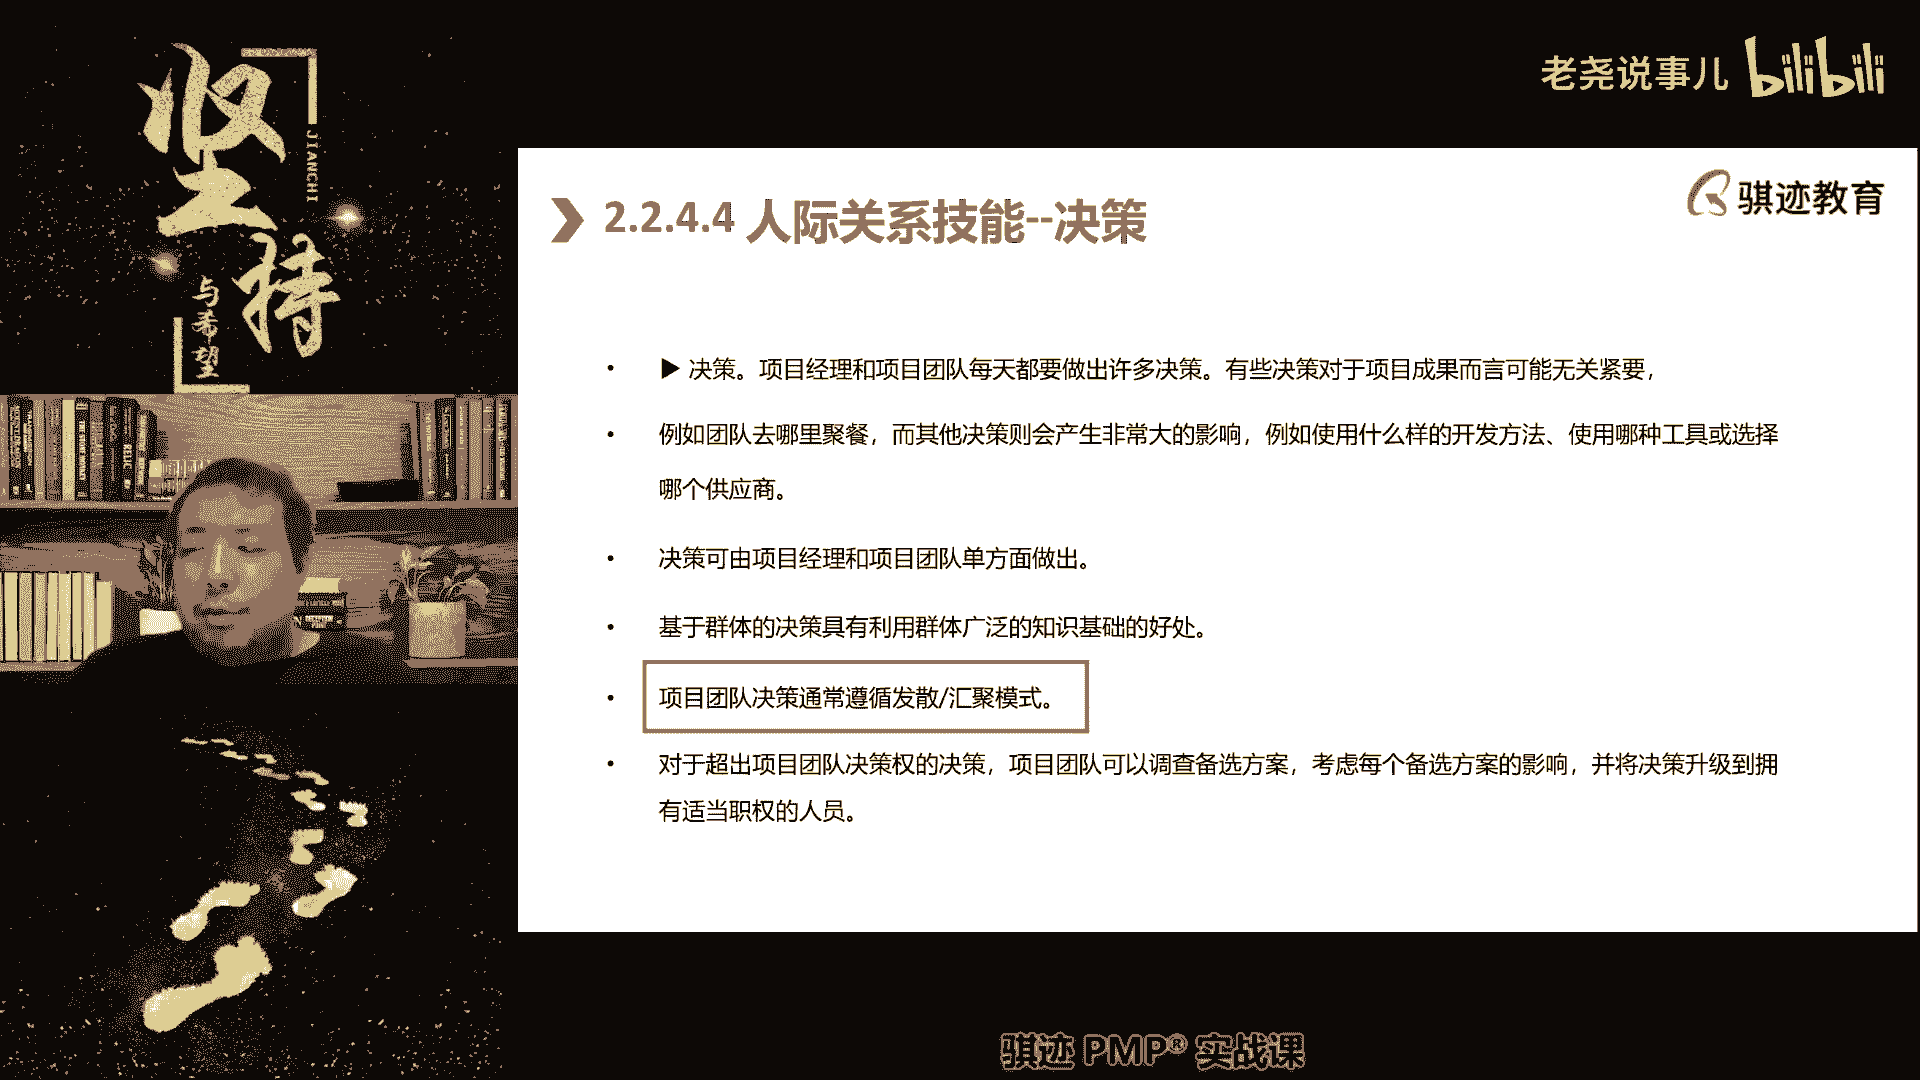 坚持
JIANCHI
与希望
老尧说事儿 bilibili
骐迹教育
2.2.4.4 人际关系技能--决策
• ▶ 决策。项目经理和项目团队每天都要做出许多决策。有些决策对于项目成果而言可能无关紧要，
• 例如团队去哪里聚餐，而其他决策则会产生非常大的影响，例如使用什么样的开发方法、使用哪种工具或选择
哪个供应商。
• 决策可由项目经理和项目团队单方面做出。
• 基于群体的决策具有利用群体广泛的知识基础的好处。
• 项目团队决策通常遵循发散/汇聚模式。
• 对于超出项目团队决策权的决策，项目团队可以调查备选方案，考虑每个备选方案的影响，并将决策升级到拥
有适当职权的人员。
骐迹 PMP® 实战课